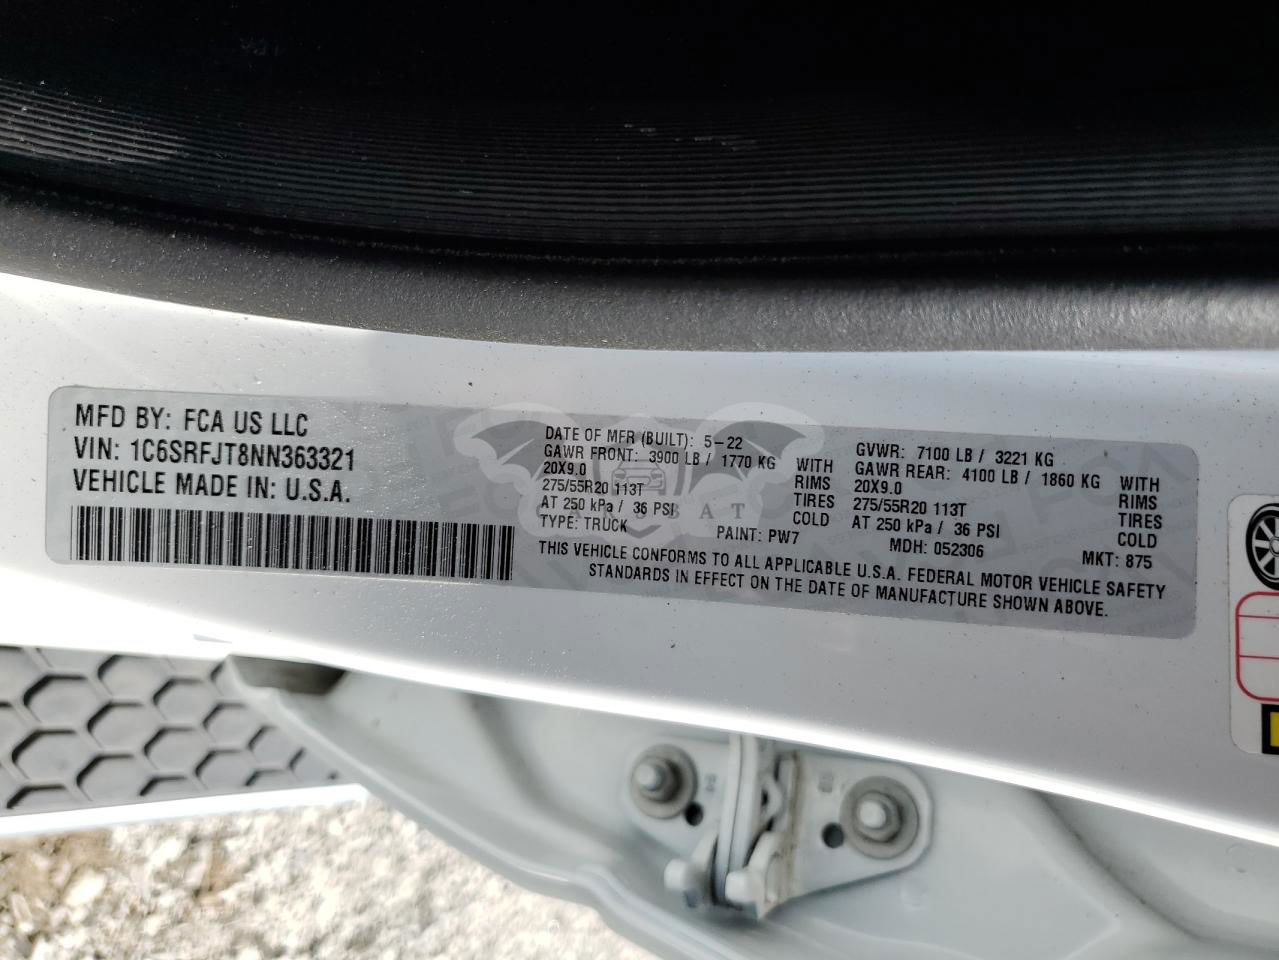 MFD BY: FCA US LLC
VIN: 1C6SRFJT8NN363321
VEHICLE MADE IN: U.S.A.
DATE OF MFR (BUILT): 5-22
GAWR FRONT: 3900 LB / 1770 KG WITH
20X9.0 RIMS
275/55R20 113T TIRES
AT 250 kPa / 36 PSI COLD
TYPE: TRUCK PAINT: PW7
GVWR: 7100 LB / 3221 KG
GAWR REAR: 4100 LB / 1860 KG WITH
20X9.0 RIMS
275/55R20 113T TIRES
AT 250 kPa / 36 PSI COLD
MDH: 052306 MKT: 875
THIS VEHICLE CONFORMS TO ALL APPLICABLE U.S.A. FEDERAL MOTOR VEHICLE SAFETY
STANDARDS IN EFFECT ON THE DATE OF MANUFACTURE SHOWN ABOVE.